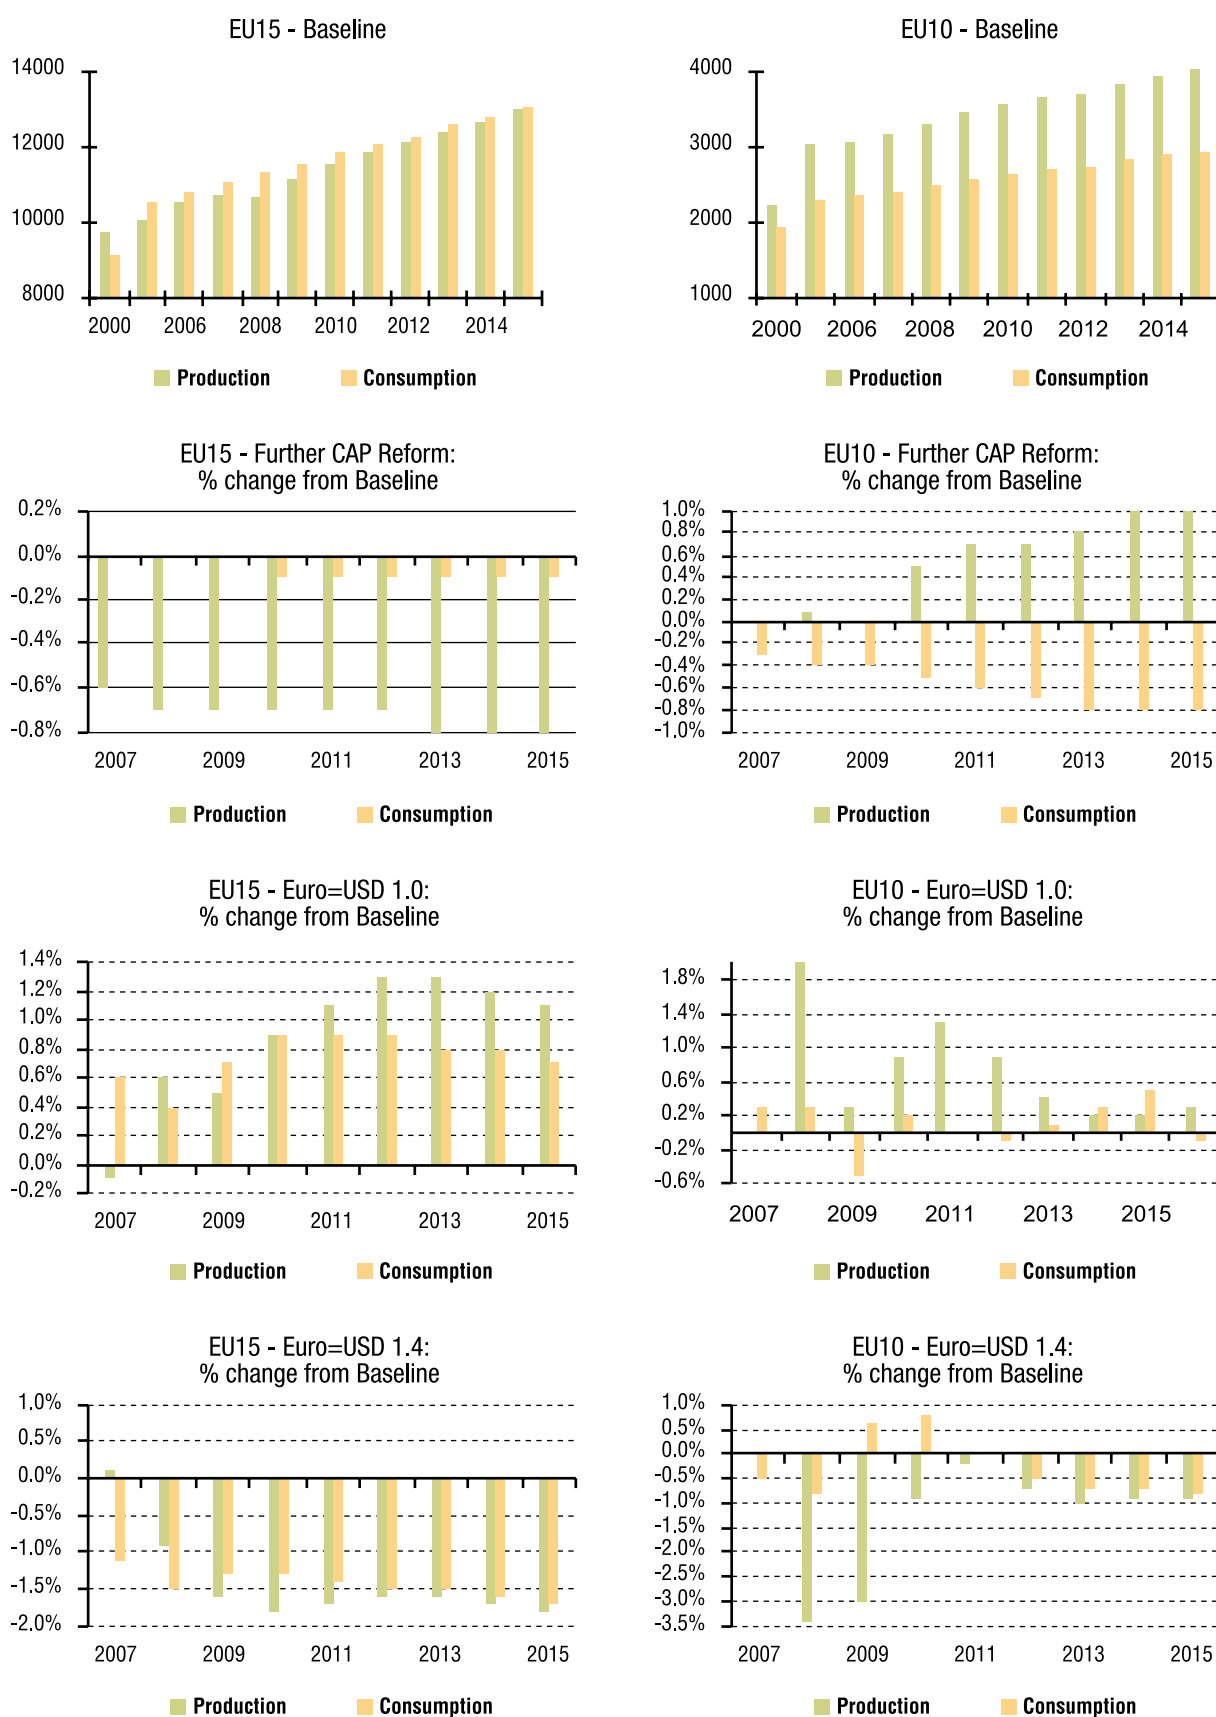 EU15 - Baseline
14000
12000
10000
8000
2000 2006 2008 2010 2012 2014
Production Consumption
EU10 - Baseline
4000
3000
2000
1000
2000 2006 2008 2010 2012 2014
Production Consumption
EU15 - Further CAP Reform:
% change from Baseline
0.2%
0.0%
-0.2%
-0.4%
-0.6%
-0.8%
2007 2009 2011 2013 2015
Production Consumption
EU10 - Further CAP Reform:
% change from Baseline
1.0%
0.8%
0.6%
0.4%
0.2%
0.0%
-0.2%
-0.4%
-0.6%
-0.8%
-1.0%
2007 2009 2011 2013 2015
Production Consumption
EU15 - Euro=USD 1.0:
% change from Baseline
1.4%
1.2%
1.0%
0.8%
0.6%
0.4%
0.2%
0.0%
-0.2%
2007 2009 2011 2013 2015
Production Consumption
EU10 - Euro=USD 1.0:
% change from Baseline
1.8%
1.4%
1.0%
0.6%
0.2%
-0.2%
-0.6%
2007 2009 2011 2013 2015
Production Consumption
EU15 - Euro=USD 1.4:
% change from Baseline
1.0%
0.5%
0.0%
-0.5%
-1.0%
-1.5%
-2.0%
2007 2009 2011 2013 2015
Production Consumption
EU10 - Euro=USD 1.4:
% change from Baseline
1.0%
0.5%
0.0%
-0.5%
-1.0%
-1.5%
-2.0%
-2.5%
-3.0%
-3.5%
2007 2009 2011 2013 2015
Production Consumption